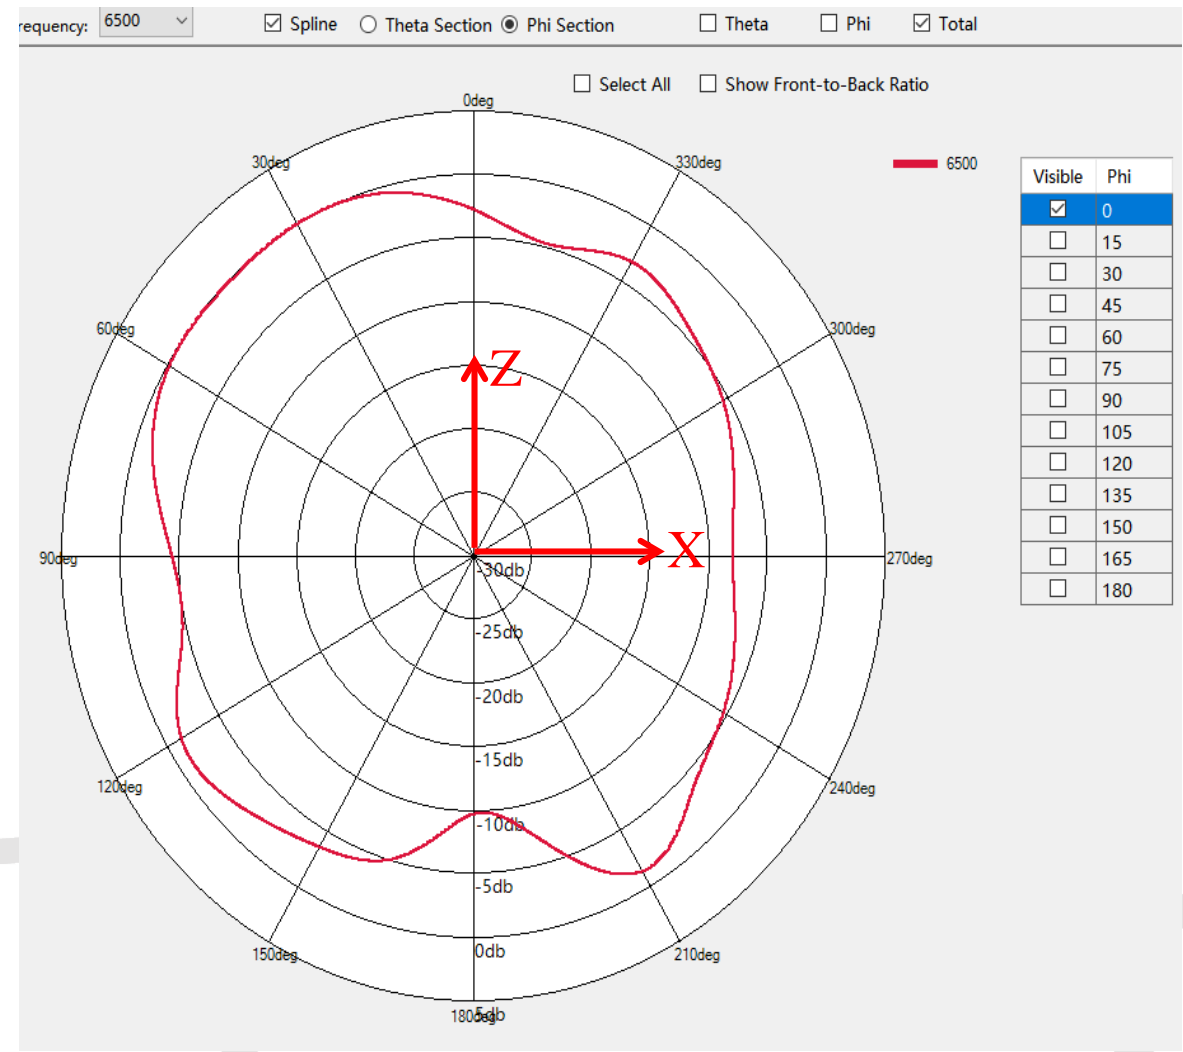 requency: 6500 Spline Theta Section Phi Section Theta Phi Total
Select All Show Front-to-Back Ratio
0deg
30deg
330deg
6500
Visible Phi
0
15
30
45
60
75
90
105
120
135
150
165
180
60deg
300deg
Z
X
90deg
270deg
-30db
-25db
-20db
-15db
-10db
-5db
0db
5db
120deg
240deg
150deg
210deg
180deg